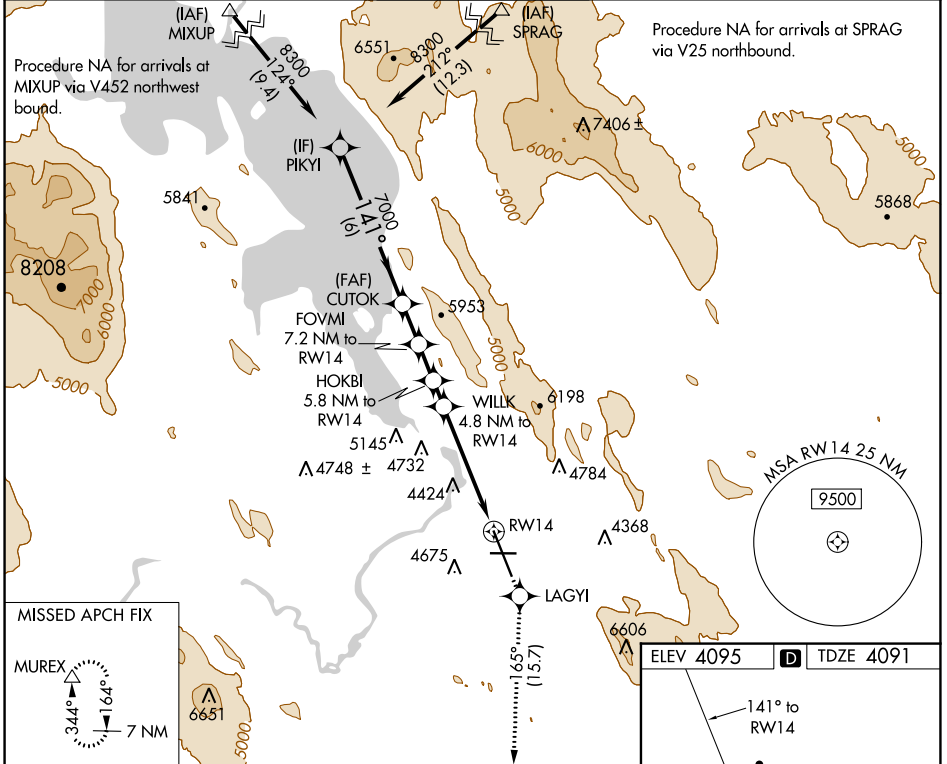 (IAF)
MIXUP
8300
124°
(9.4)
(IAF)
SPRAG
8300
212°
(12.3)
6551
Procedure NA for arrivals at SPRAG
via V25 northbound.
Procedure NA for arrivals at
MIXUP via V452 northwest
bound.
7406 ±
6000
5000
5000
5868
(IF)
PIKYI
7000
141°
(6)
5841
8208
7000
6000
5000
(FAF)
CUTOK
FOVMI
7.2 NM to
RW14
HOKBI
5.8 NM to
RW14
5953
5000
WILLK
4.8 NM to
RW14
6198
5145
4732
4748 ±
4784
4424
RW14
4368
4675
LAGYI
165°
(15.7)
MSA RW14 25 NM
9500
6606
MISSED APCH FIX
MUREX
344°
164°
7 NM
6651
5000
ELEV 4095
D
TDZE 4091
141° to
RW14